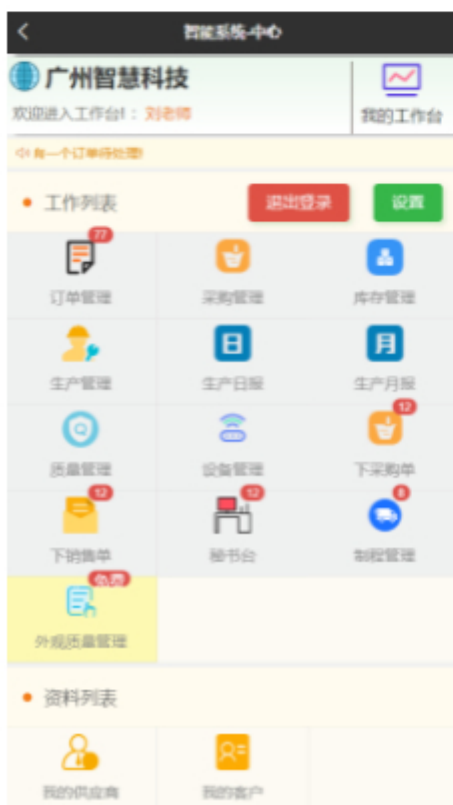 智能系统-中心
广州智慧科技
欢迎进入工作台!：刘老师
我的工作台
有一个订单待处理!
工作列表
退出登录
设置
77
订单管理
采购管理
库存管理
生产管理
日
生产日报
月
生产月报
质量管理
设备管理
12
下采购单
12
下销售单
12
秘书台
8
制程管理
免费
外观质量管理
资料列表
我的供应商
我的客户